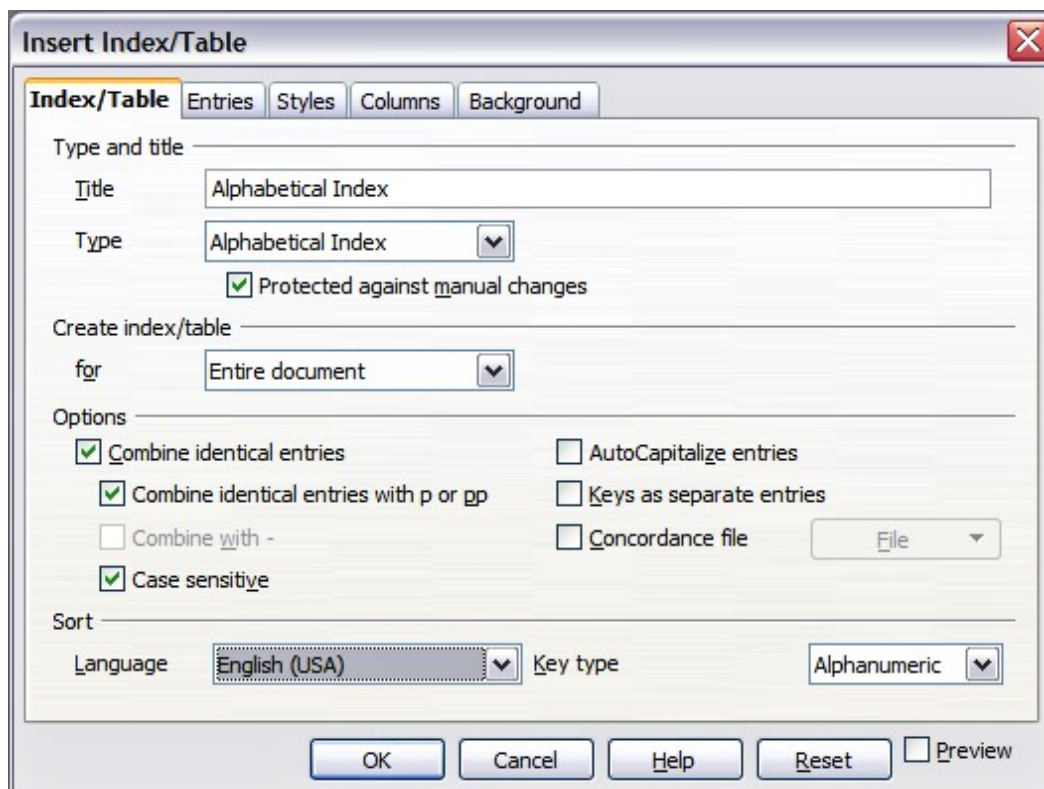 Insert Index/Table
Index/Table Entries Styles Columns Background
Type and title
Title Alphabetical Index
Type Alphabetical Index
Protected against manual changes
Create index/table
for Entire document
Options
Combine identical entries AutoCapitalize entries
Combine identical entries with p or pp Keys as separate entries
Combine with - Concordance file File
Case sensitive
Sort
Language English (USA) Key type Alphanumeric
OK Cancel Help Reset Preview